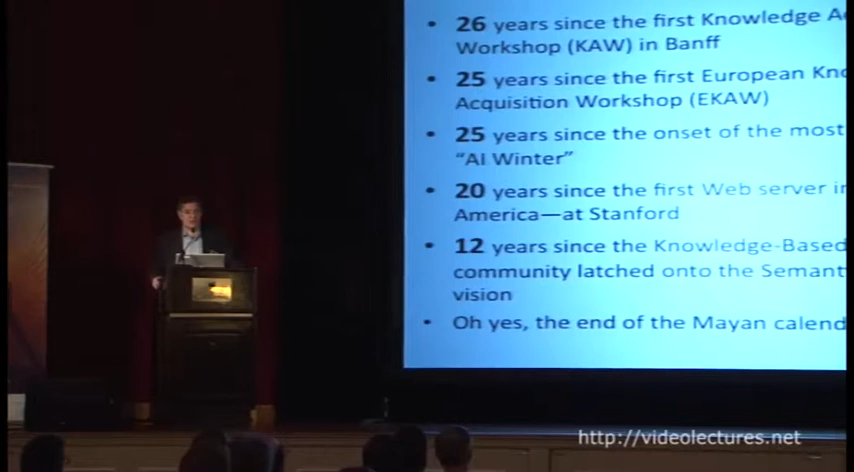 • 26 years since the first Knowledge
Workshop (KAW) in Banff
• 25 years since the first European
Acquisition Workshop (EKAW)
• 25 years since the onset of the most
"AI Winter"
• 20 years since the first Web server
America—at Stanford
• 12 years since the Knowledge-Based
community latched onto the
vision
• Oh yes, the end of the Mayan
http://videolectures.net